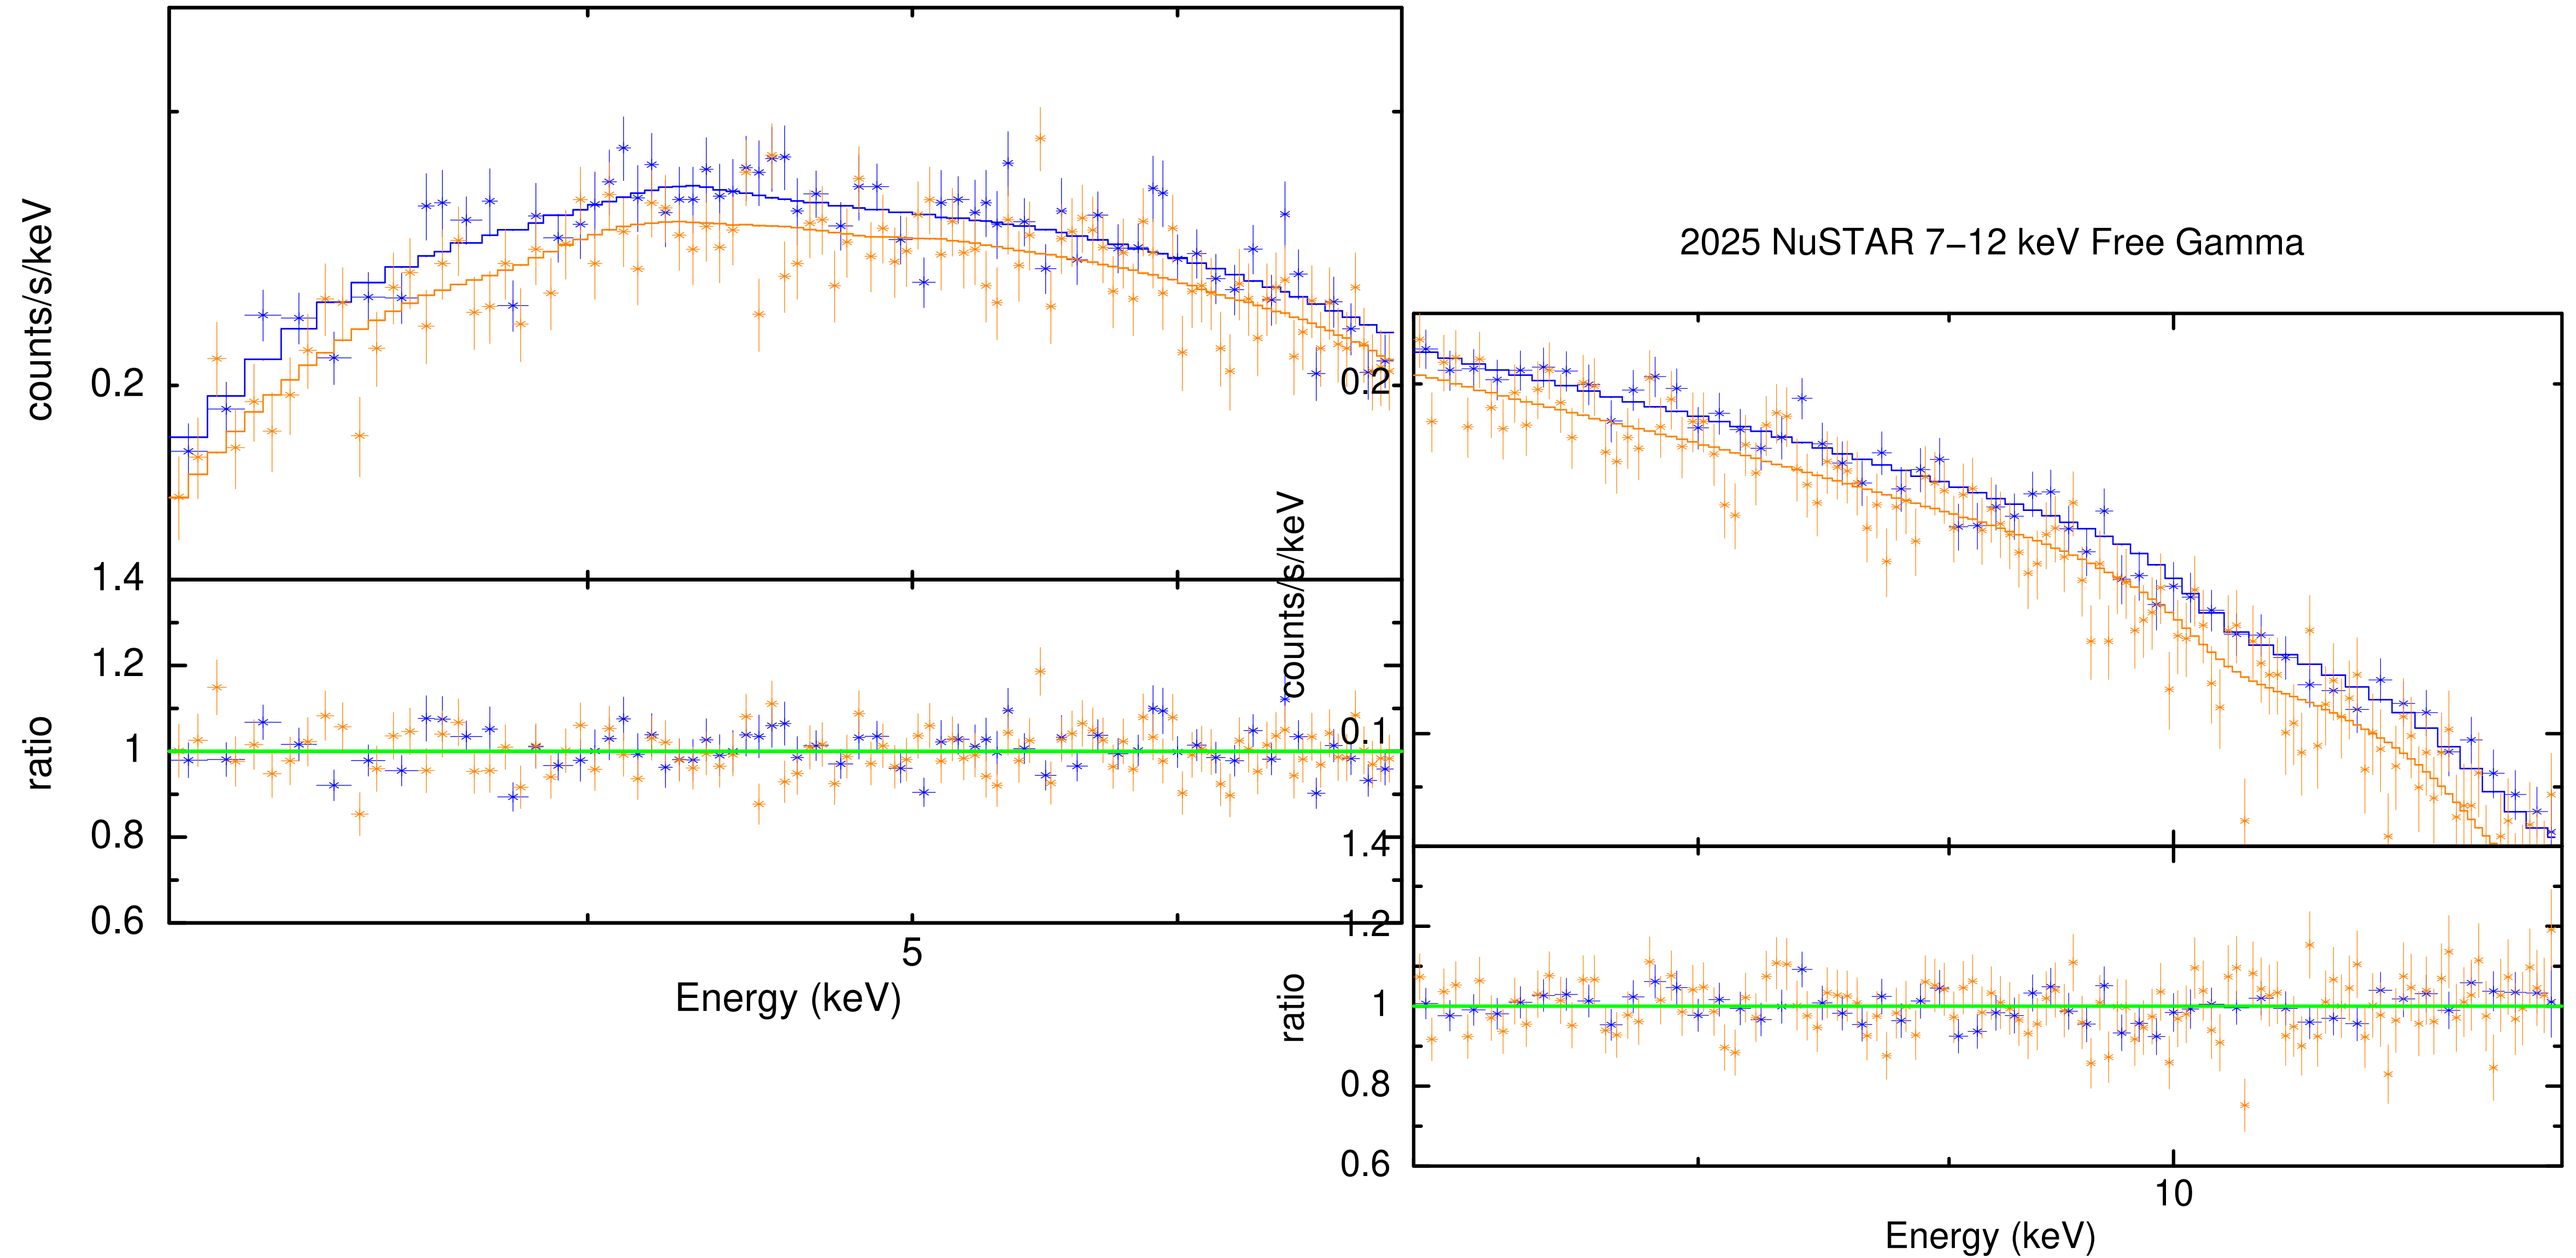 counts/s/keV
0.2
1.4
1.2
1
0.8
0.6
ratio
5
Energy (keV)
2025 NuSTAR 7–12 keV Free Gamma
counts/s/keV
0.2
0.1
1.4
1.2
1
0.8
0.6
ratio
10
Energy (keV)